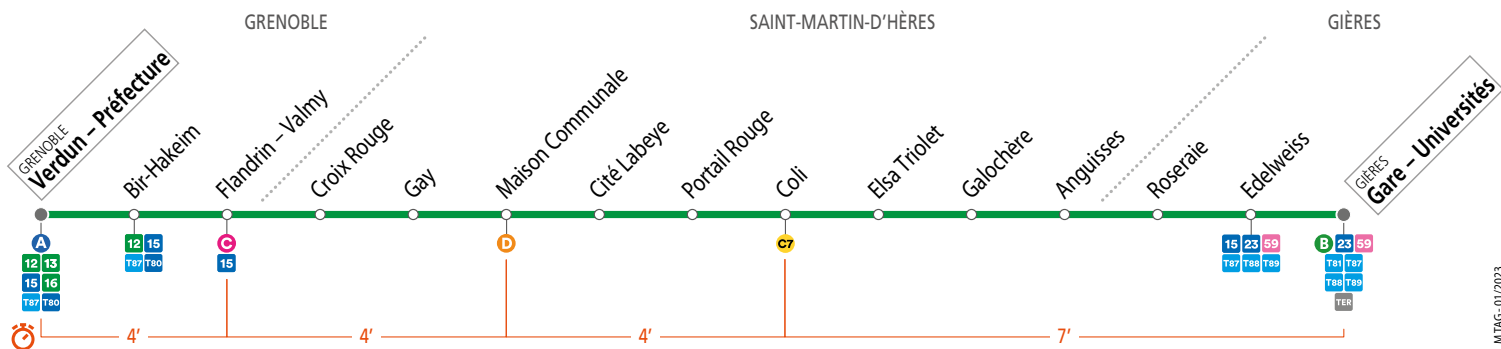 GRENOBLE
SAINT-MARTIN-D’HÈRES
GIÈRES
GRENOBLE
Verdun – Préfecture
Bir-Hakeim
Flandrin – Valmy
Croix Rouge
Gay
Maison Communale
Cité Labeye
Portail Rouge
Coli
Elsa Triolet
Galochère
Anguisses
Roseraie
Edelweiss
GIÈRES
Gare – Universités
A
12 13
15 16
T87 T80
12 15
T87 T80
C
15
D
C7
15 23 59
T87 T88 T89
B 23 59
T81 T87
T88 T89
TER
4’
4’
4’
7’
M TAG - 01/2023